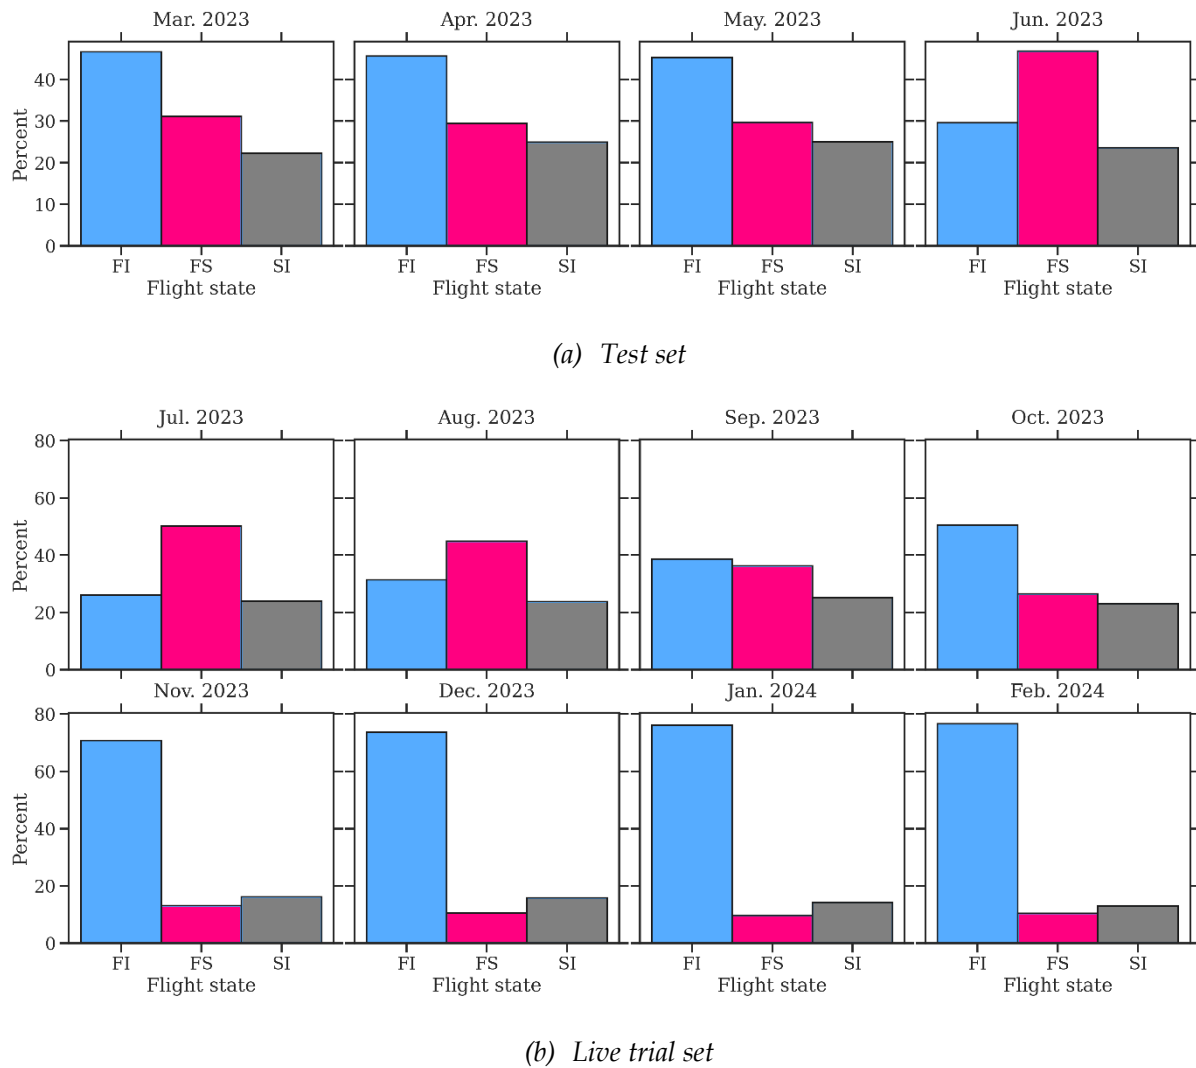 Mar. 2023 Apr. 2023 May. 2023 Jun. 2023
40
30
20
10
0
Percent
FI FS SI FI FS SI FI FS SI FI FS SI
Flight state Flight state Flight state Flight state
(a) Test set
Jul. 2023 Aug. 2023 Sep. 2023 Oct. 2023
80
60
40
20
0
Percent
Nov. 2023 Dec. 2023 Jan. 2024 Feb. 2024
80
60
40
20
0
Percent
FI FS SI FI FS SI FI FS SI FI FS SI
Flight state Flight state Flight state Flight state
(b) Live trial set